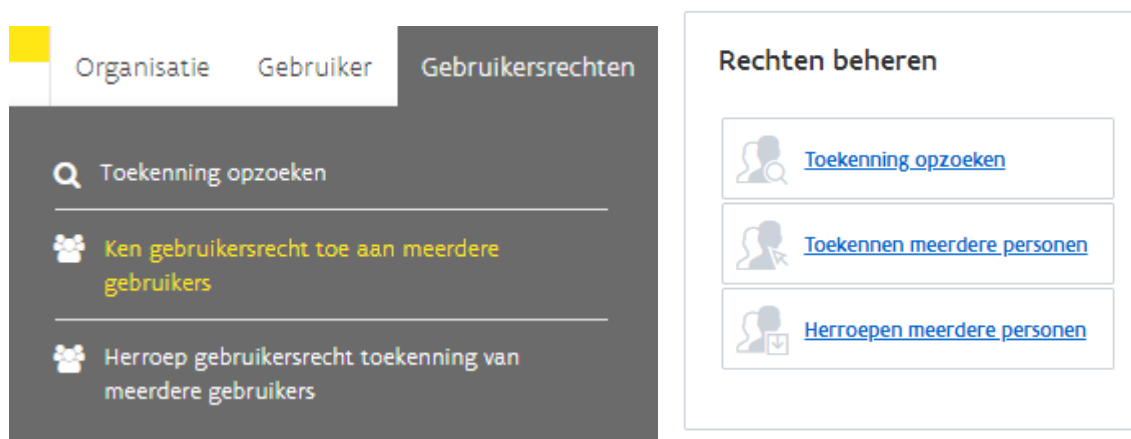 Organisatie Gebruiker Gebruikersrechten
Toekenning opzoeken
Ken gebruikersrecht toe aan meerdere
gebruikers
Herroep gebruikersrecht toekenning van
meerdere gebruikers
Rechten beheren
Toekenning opzoeken
Toekennen meerdere personen
Herroepen meerdere personen